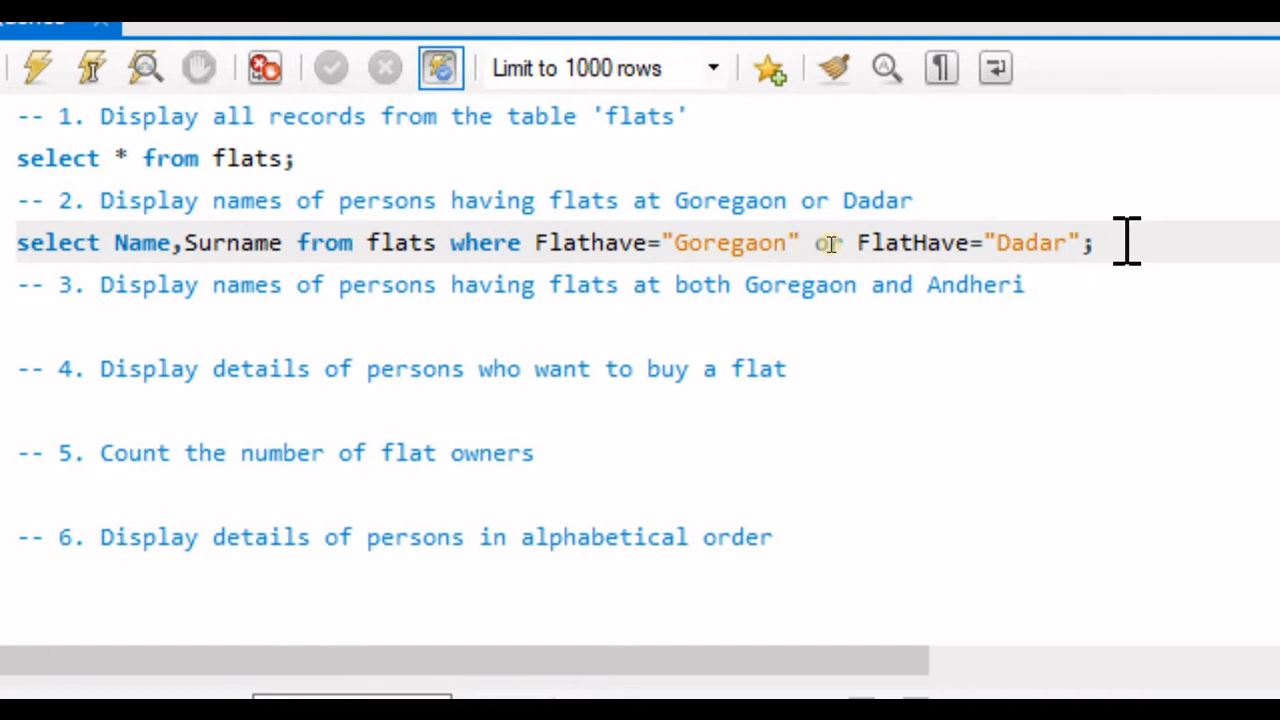 Limit to 1000 rows
-- 1. Display all records from the table 'flats'
select * from flats;
-- 2. Display names of persons having flats at Goregaon or Dadar
select Name,Surname from flats where Flathave="Goregaon" or FlatHave="Dadar";
-- 3. Display names of persons having flats at both Goregaon and Andheri
-- 4. Display details of persons who want to buy a flat
-- 5. Count the number of flat owners
-- 6. Display details of persons in alphabetical order